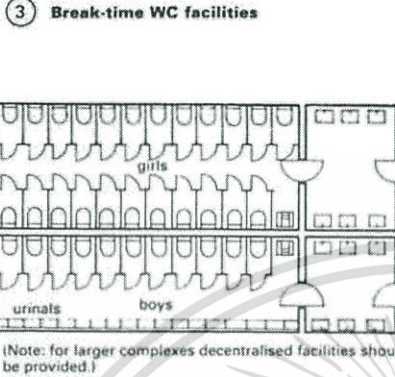 3 Break-time WC facilities
girls
urinals boys
(Note: for larger complexes decentralised facilities shou
be provided.)